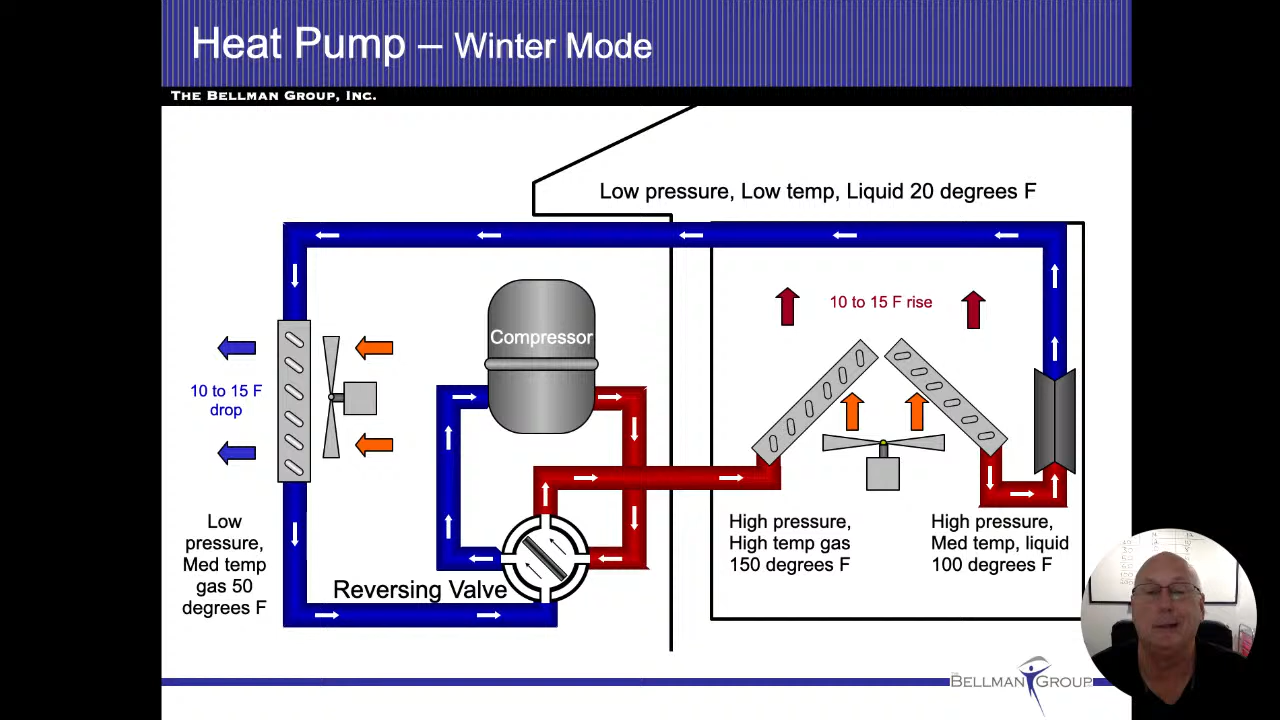 Heat Pump – Winter Mode
THE BELLMAN GROUP, INC.
Low pressure, Low temp, Liquid 20 degrees F
10 to 15 F rise
Compressor
10 to 15 F
drop
Low
pressure,
Med temp
gas 50
degrees F
Reversing Valve
High pressure,
High temp gas
150 degrees F
High pressure,
Med temp, liquid
100 degrees F
THE
BELLMAN GROUP